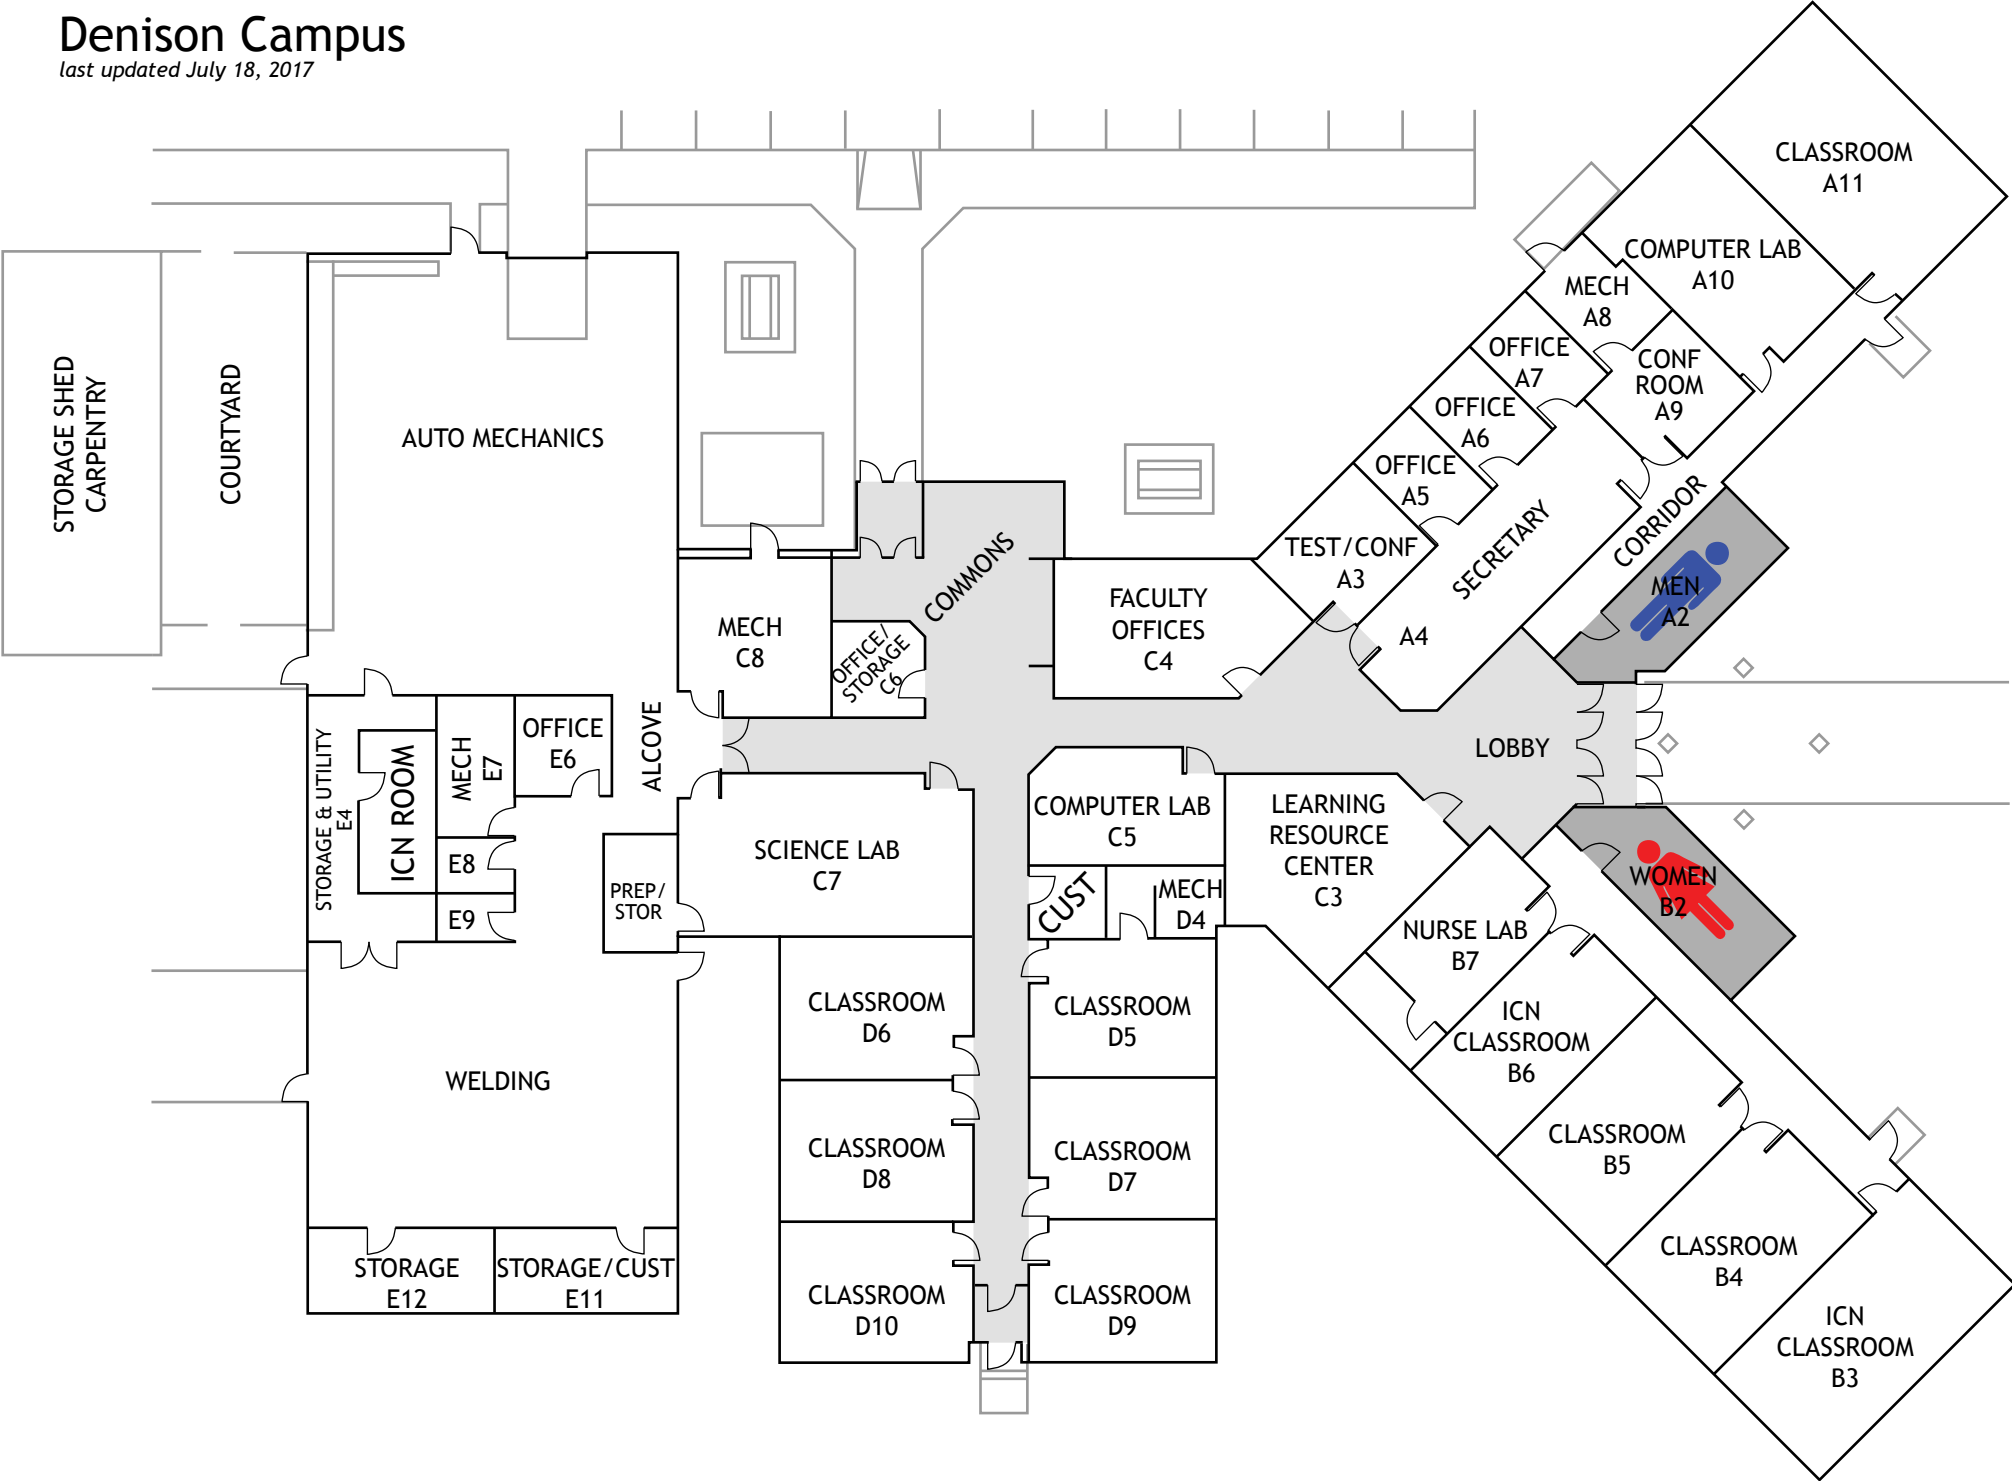 Denison Campus
last updated July 18, 2017
CLASSROOM
A11
COMPUTER LAB
A10
MECH
A8
OFFICE
A7
CONF
ROOM
A9
OFFICE
A6
OFFICE
A5
TEST/CONF
A3
SECRETARY
A4
CORRIDOR
MEN
A2
STORAGE SHED
CARPENTRY
COURTYARD
AUTO MECHANICS
COMMONS
MECH
C8
OFFICE/
STORAGE
C6
FACULTY
OFFICES
C4
LOBBY
ALCOVE
OFFICE
E6
MECH
E7
STORAGE & UTILITY
E4
ICN ROOM
E8
E9
PREP/
STOR
SCIENCE LAB
C7
COMPUTER LAB
C5
CUST
MECH
D4
LEARNING
RESOURCE
CENTER
C3
WOMEN
B2
NURSE LAB
B7
ICN
CLASSROOM
B6
CLASSROOM
B5
CLASSROOM
B4
ICN
CLASSROOM
B3
CLASSROOM
D6
CLASSROOM
D5
WELDING
CLASSROOM
D8
CLASSROOM
D7
STORAGE
E12
STORAGE/CUST
E11
CLASSROOM
D10
CLASSROOM
D9